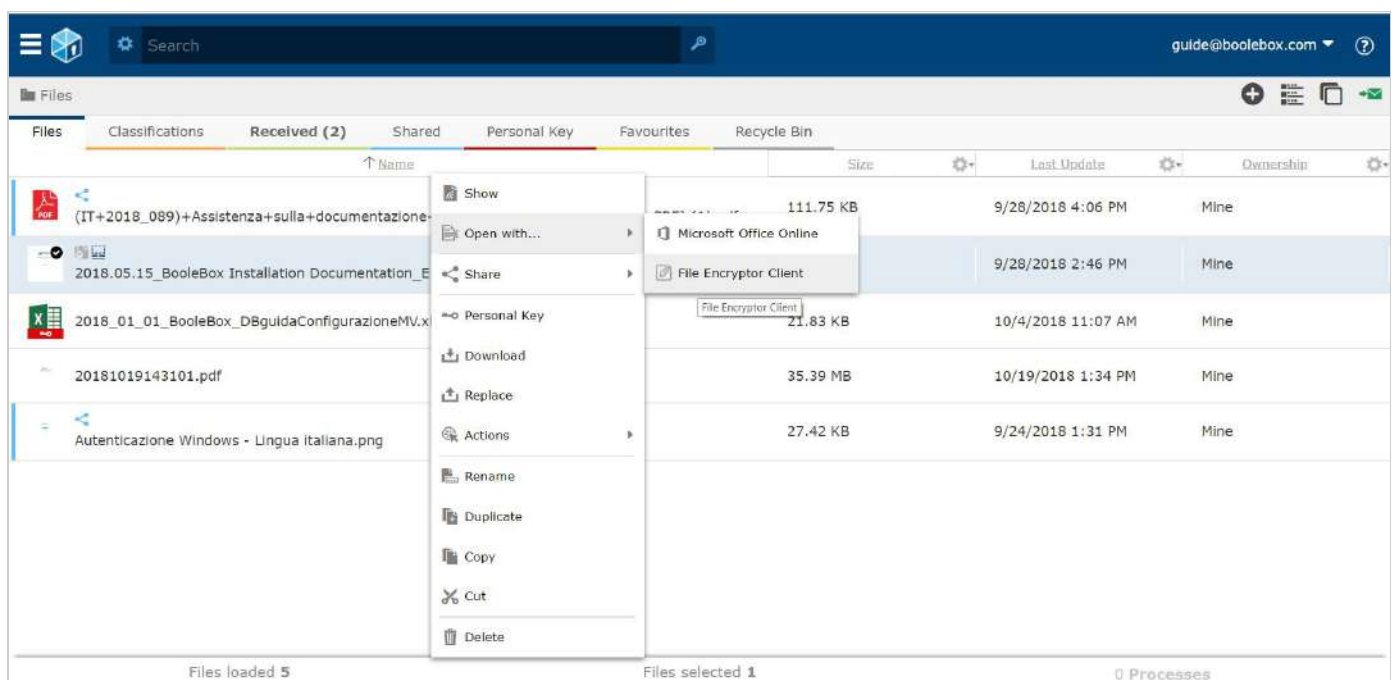 Search
guide@boolebox.com
Files
Files Classifications Received (2) Shared Personal Key Favourites Recycle Bin
Name Size Last Update Ownership
(IT+2018_089)+Assistenza+sulla+documentazione 111.75 KB 9/28/2018 4:06 PM Mine
2018.05.15_BooleBox Installation Documentation_E 9/28/2018 2:46 PM Mine
2018_01_01_BooleBox_DBguidaConfigurazioneMV.x 21.83 KB 10/4/2018 11:07 AM Mine
20181019143101.pdf 35.39 MB 10/19/2018 1:34 PM Mine
Autenticazione Windows - Lingua italiana.png 27.42 KB 9/24/2018 1:31 PM Mine
Show
Open with...
Share
Personal Key
Download
Replace
Actions
Rename
Duplicate
Copy
Cut
Delete
Microsoft Office Online
File Encryptor Client
File Encryptor Client
Files loaded 5 Files selected 1 0 Processes
PDF